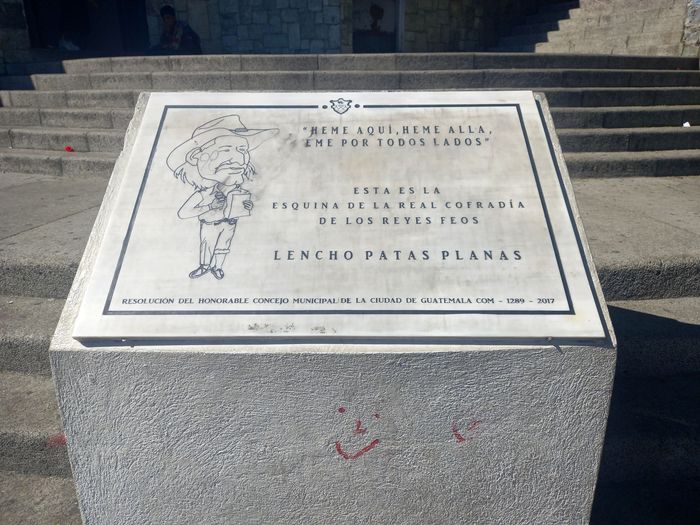 "HEME AQUÍ, HEME ALLA,
EME POR TODOS LADOS"
ESTA ES LA
ESQUINA DE LA REAL COFRADÍA
DE LOS REYES FEOS
LENCHO PATAS PLANAS
RESOLUCIÓN DEL HONORABLE CONCEJO MUNICIPAL DE LA CIUDAD DE GUATEMALA COM - 1289 - 2017